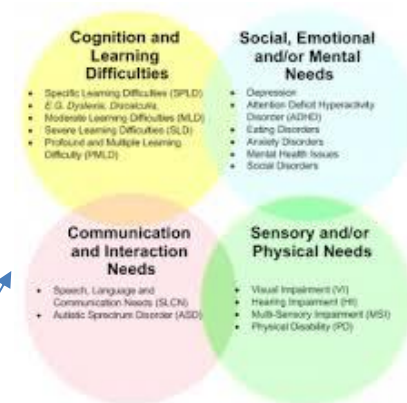 Cognition and
Learning
Difficulties
• Specific Learning Difficulties (SPLD)
• E.G. Dyslexia, Discalcula,
• Moderate Learning Difficulties (MLD)
• Severe Learning Difficulties (SLD)
• Profound and Multiple Learning
Difficulty (PMLD)
Social, Emotional
and/or Mental
Needs
• Depression
• Attention Deficit Hyperactivity
Disorder (ADHD)
• Eating Disorders
• Anxiety Disorders
• Mental Health Issues
• Social Disorders
Communication
and Interaction
Needs
• Speech, Language and
Communication Needs (SLCN)
• Autistic Spectrum Disorder (ASD)
Sensory and/or
Physical Needs
• Visual Impairment (VI)
• Hearing Impairment (HI)
• Multi-Sensory Impairment (MSI)
• Physical Disability (PD)